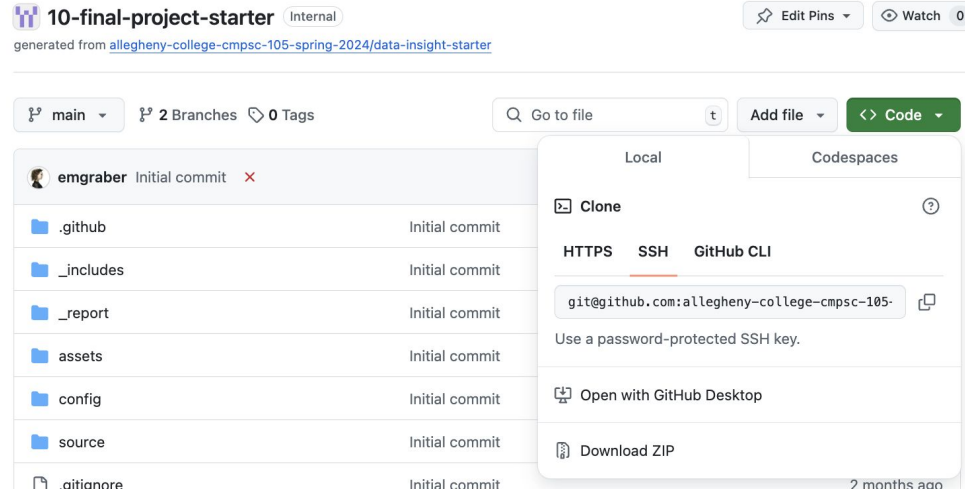 10-final-project-starter Internal
Edit Pins Watch 0
generated from allegheny-college-cmpsc-105-spring-2024/data-insight-starter
main 2 Branches 0 Tags Go to file t Add file <> Code
Local Codespaces
emgraber Initial commit
Clone
HTTPS SSH GitHub CLI
git@github.com:allegheny-college-cmpsc-105-
Use a password-protected SSH key.
Open with GitHub Desktop
Download ZIP
.github Initial commit
_includes Initial commit
_report Initial commit
assets Initial commit
config Initial commit
source Initial commit
.gitignore Initial commit 2 months ago